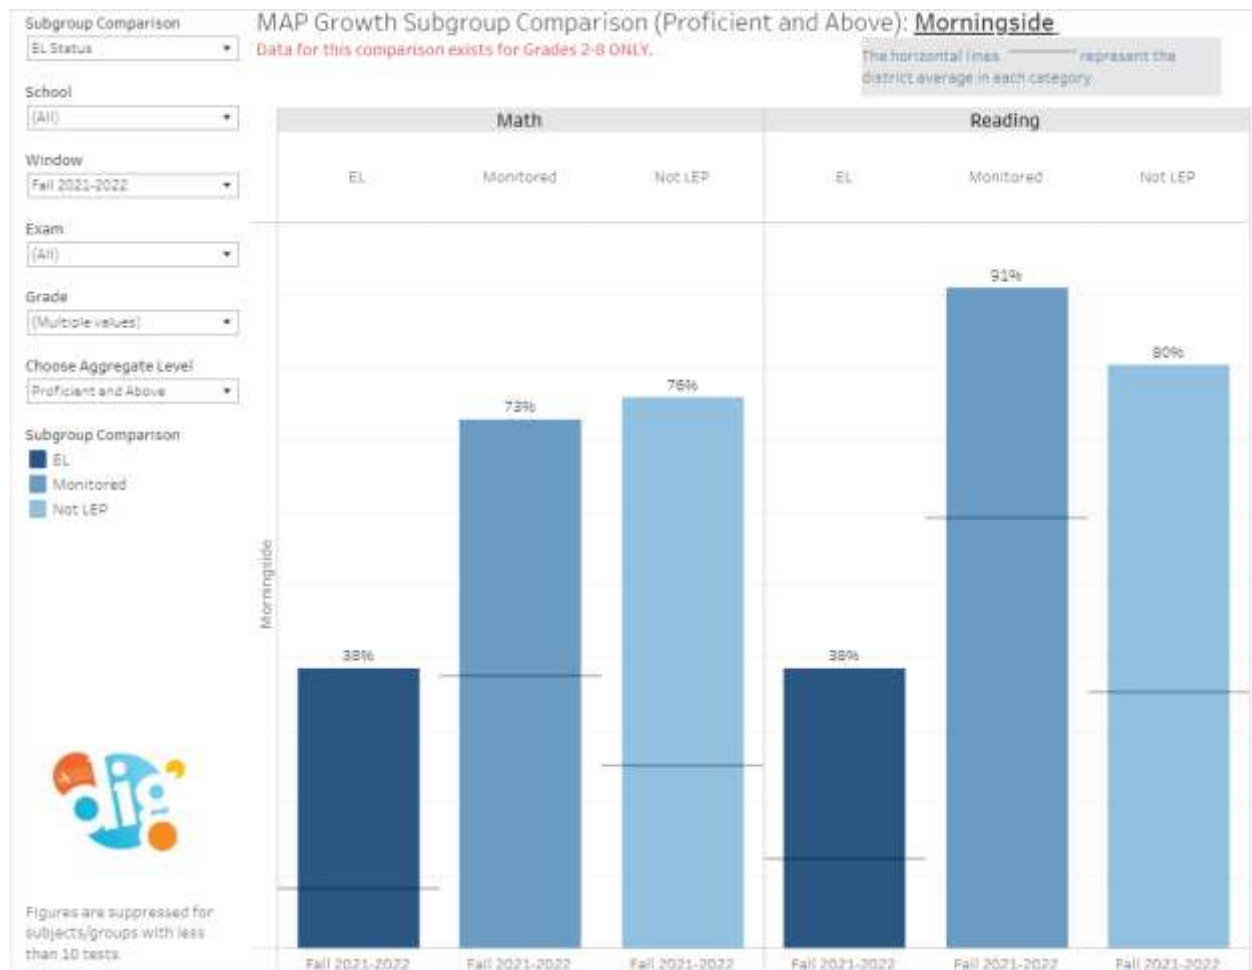 Subgroup Comparison
EL Status
School
(All)
Window
Fall 2021-2022
Exam
(All)
Grade
(Multiple values)
Choose Aggregate Level
Proficient and Above
Subgroup Comparison
EL
Monitored
Not LEP
dig
Figures are suppressed for
subjects/groups with less
than 10 tests.
MAP Growth Subgroup Comparison (Proficient and Above): Morningside
Data for this comparison exists for Grades 2-8 ONLY.
The horizontal lines represent the
district average in each category.
Math Reading
EL Monitored Not LEP EL Monitored Not LEP
Morningside
38% 73% 76% 38% 91% 80%
Fall 2021-2022 Fall 2021-2022 Fall 2021-2022 Fall 2021-2022 Fall 2021-2022 Fall 2021-2022